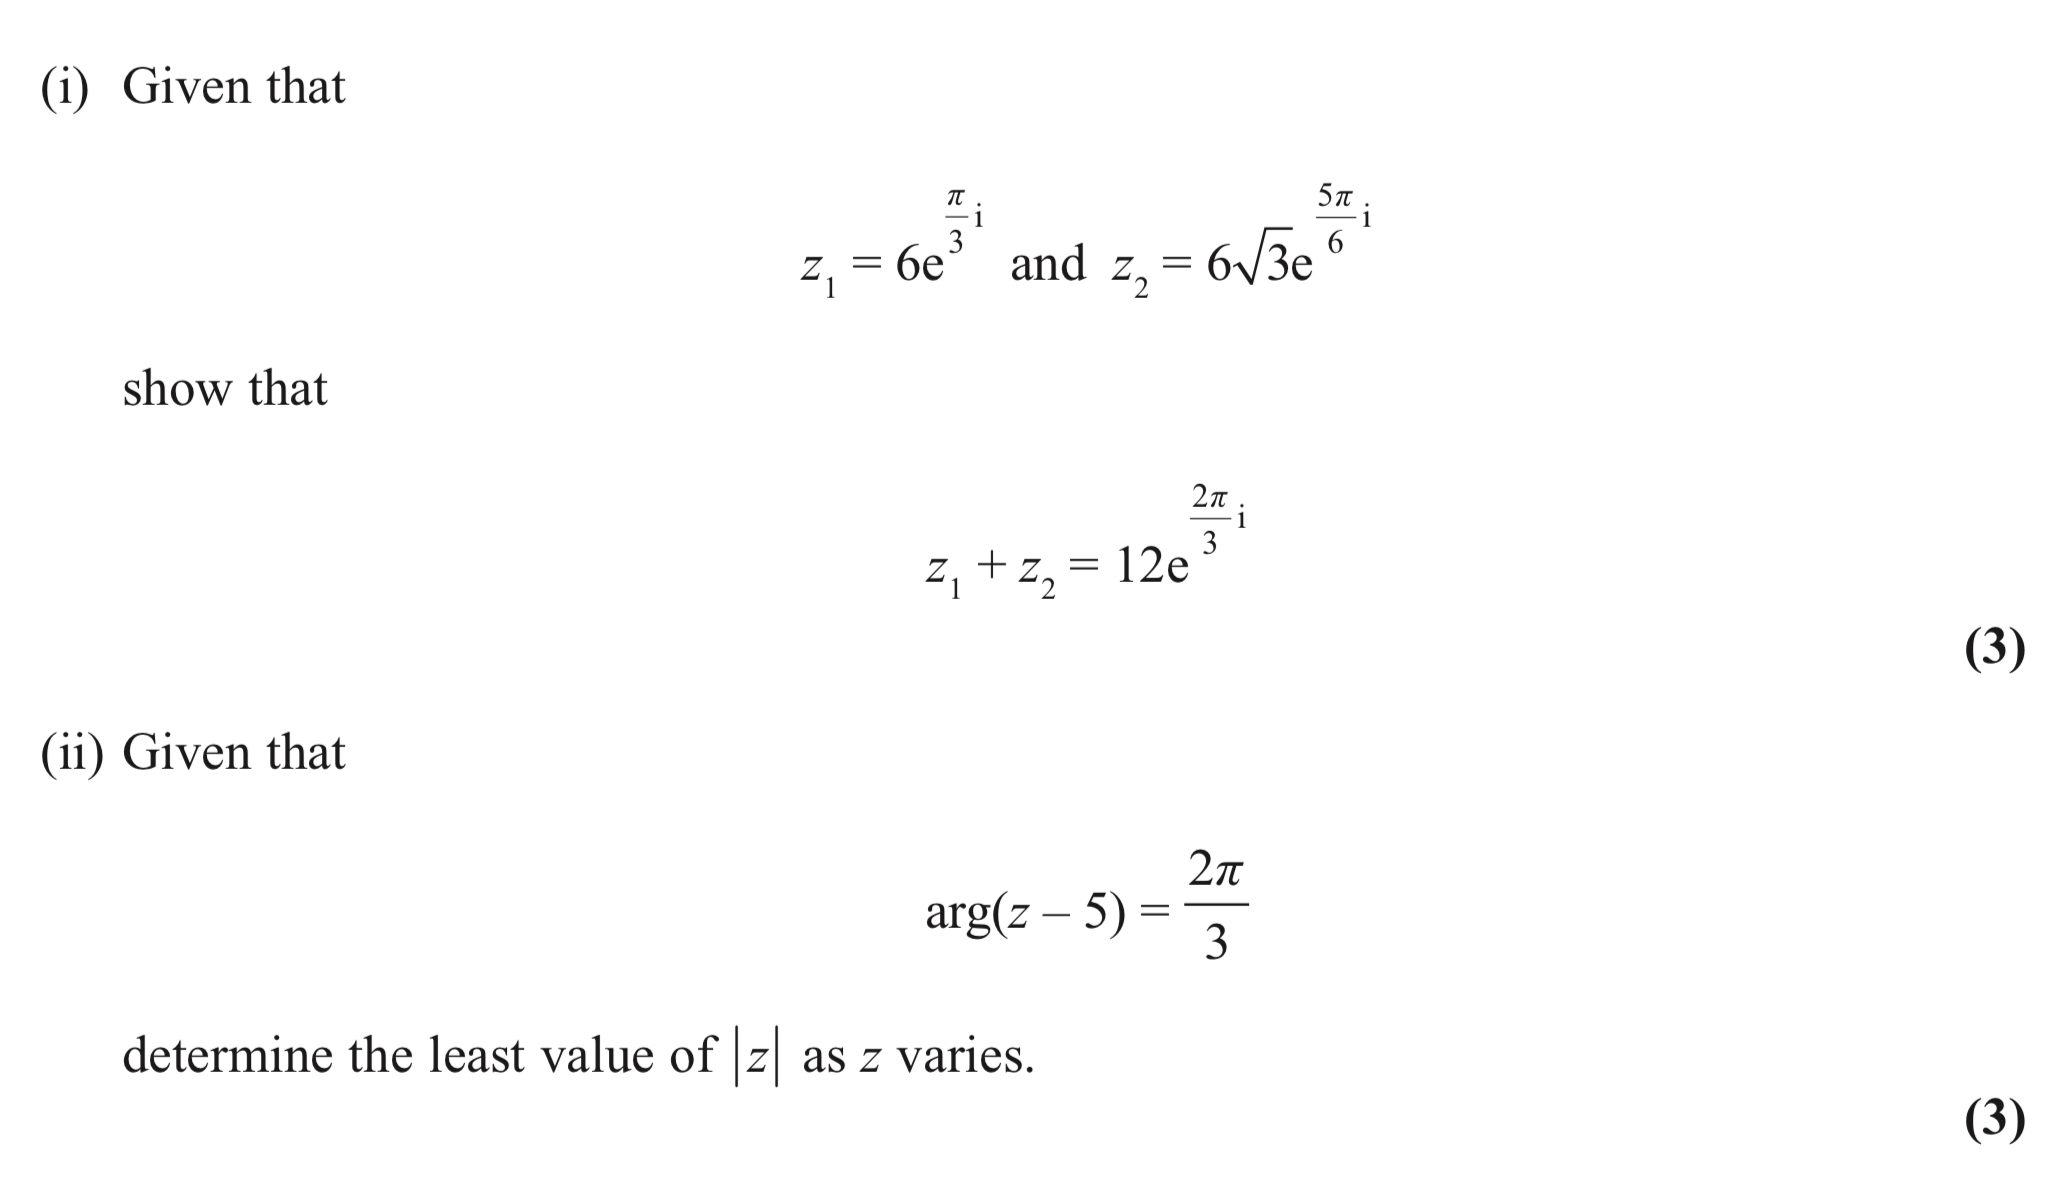 (i) Given that
z₁ = 6e^(π/3 i) and z₂ = 6√3e^(5π/6 i)
show that
z₁ + z₂ = 12e^(2π/3 i)
(3)
(ii) Given that
arg(z – 5) = 2π/3
determine the least value of |z| as z varies.
(3)